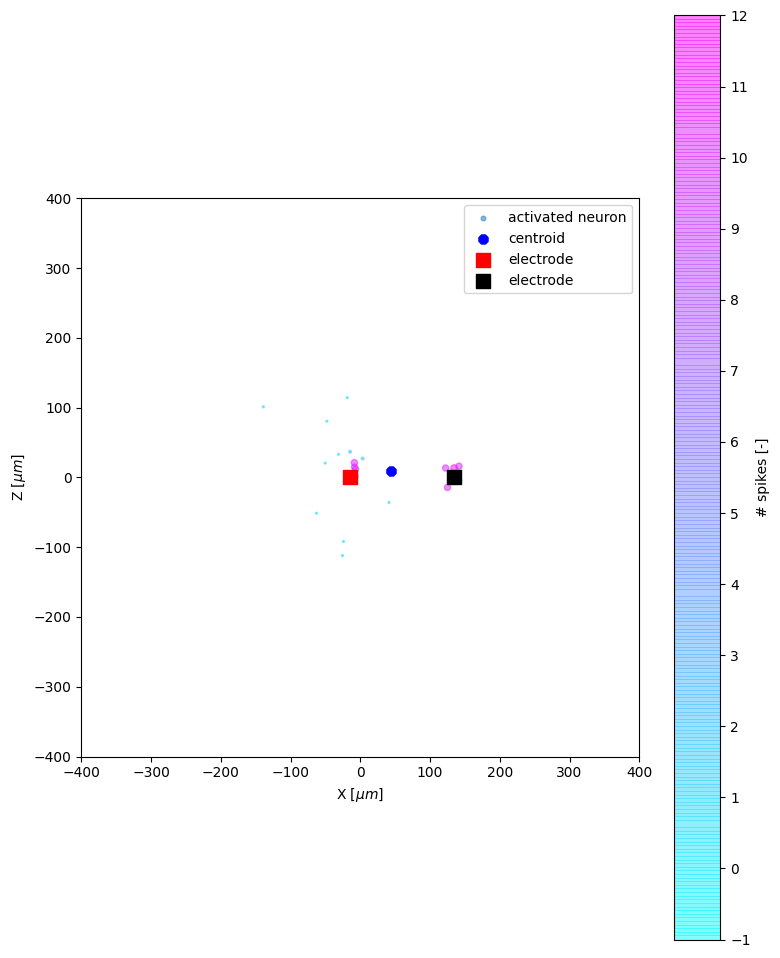 activated neuron
centroid
electrode
electrode
400
300
200
100
0
−100
−200
−300
−400
Z [μm]
−400 −300 −200 −100 0 100 200 300 400
X [μm]
12
11
10
9
8
7
6
5
4
3
2
1
0
−1
# spikes [-]